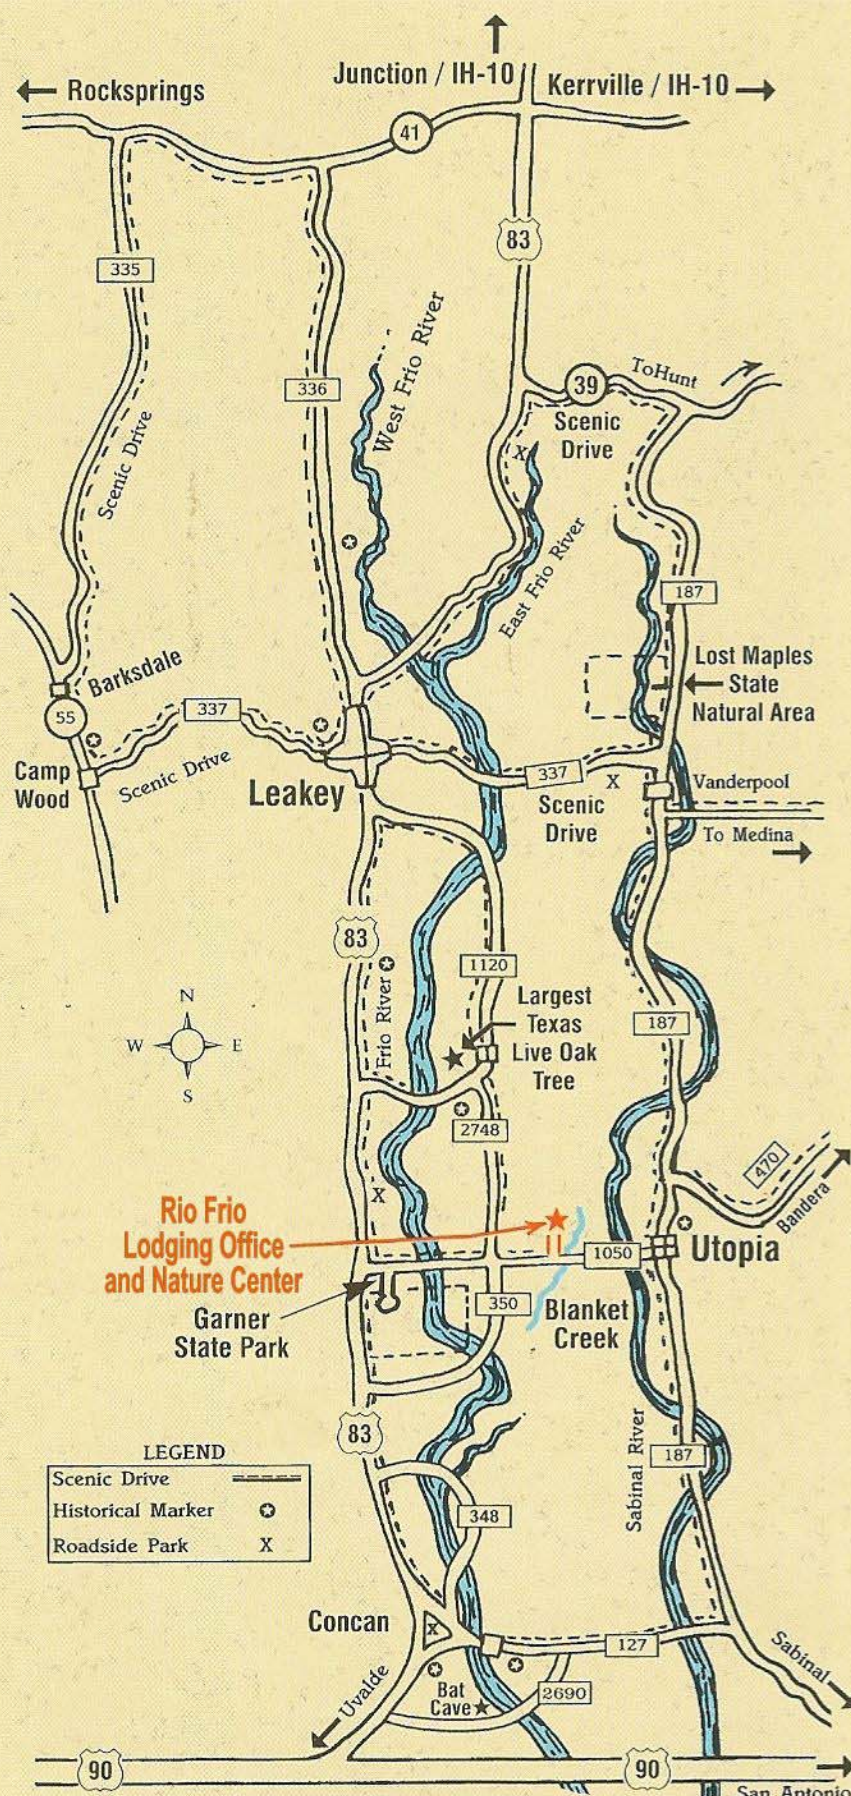 Junction / IH-10
Rocksprings
Kerrville / IH-10
41
83
335
336
West Frio River
39
ToHunt
Scenic
Drive
Scenic Drive
East Frio River
187
Barksdale
Lost Maples
State
Natural Area
55
337
Camp
Wood
Scenic Drive
Leakey
337
Scenic
Drive
X
Vanderpool
To Medina
X
83
Frio River
1120
Largest
Texas
Live Oak
Tree
187
N
W
E
S
2748
X
470
Bandera
Rio Frio
Lodging Office
and Nature Center
1050
Utopia
Garner
State Park
350
Blanket
Creek
83
LEGEND
Scenic Drive
Historical Marker
Roadside Park X
Sabinal River
187
348
Concan
X
127
Sabinal
Uvalde
Bat
Cave
2690
90
90
San Antonio